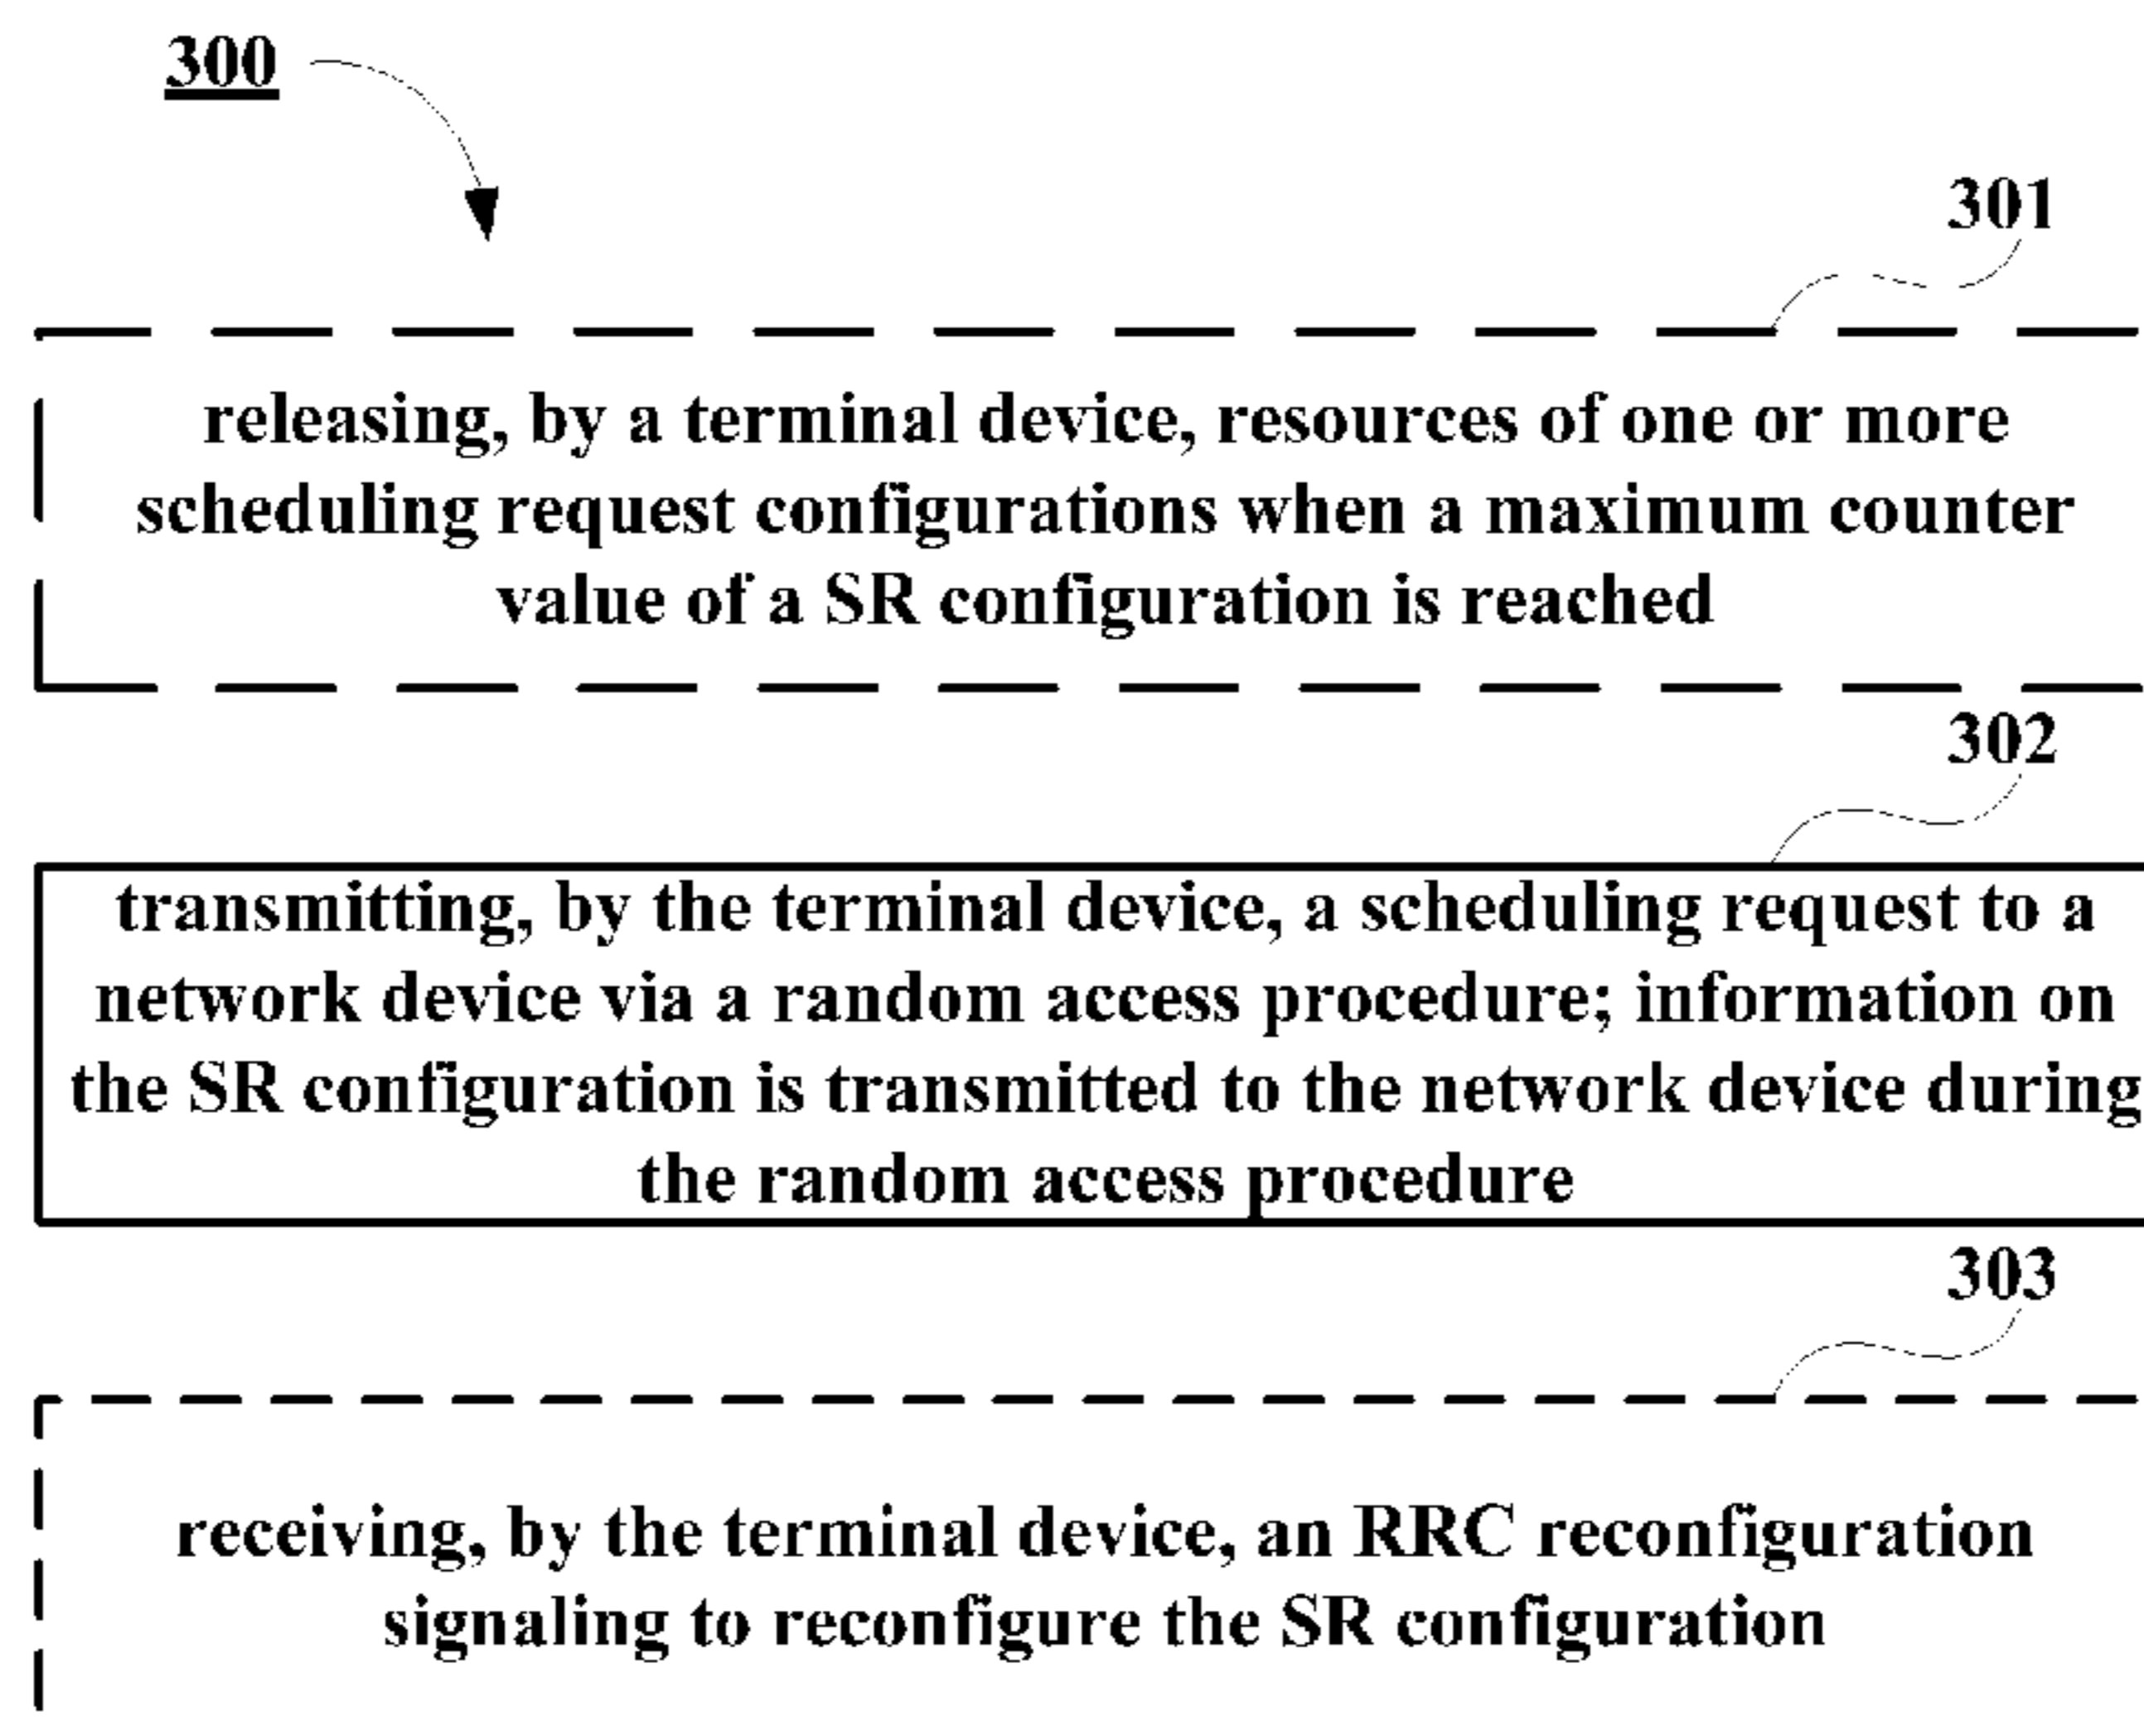 300
301
releasing, by a terminal device, resources of one or more
scheduling request configurations when a maximum counter
value of a SR configuration is reached
302
transmitting, by the terminal device, a scheduling request to a
network device via a random access procedure; information on
the SR configuration is transmitted to the network device during
the random access procedure
303
receiving, by the terminal device, an RRC reconfiguration
signaling to reconfigure the SR configuration